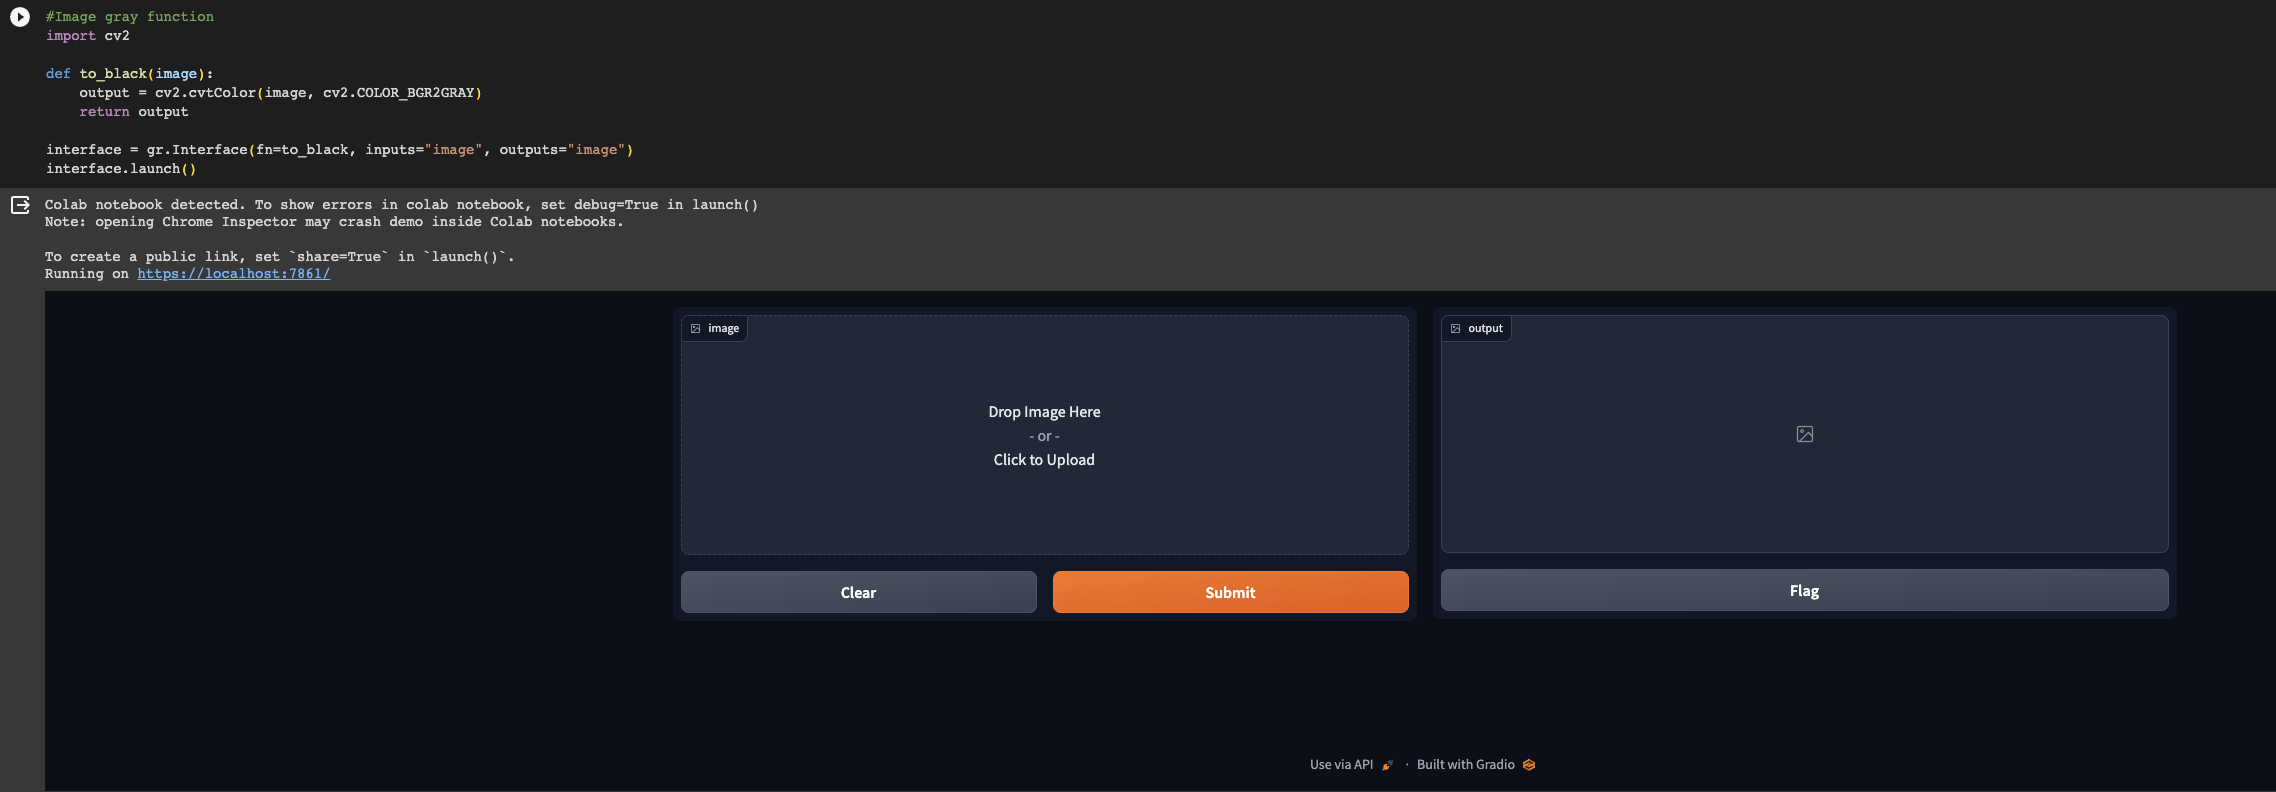 #Image gray function
import cv2
def to_black(image):
    output = cv2.cvtColor(image, cv2.COLOR_BGR2GRAY)
    return output
interface = gr.Interface(fn=to_black, inputs="image", outputs="image")
interface.launch()
Colab notebook detected. To show errors in colab notebook, set debug=True in launch()
Note: opening Chrome Inspector may crash demo inside Colab notebooks.
To create a public link, set `share=True` in `launch()`.
Running on https://localhost:7861/
image
Drop Image Here
- or -
Click to Upload
Clear
Submit
output
Flag
Use via API · Built with Gradio